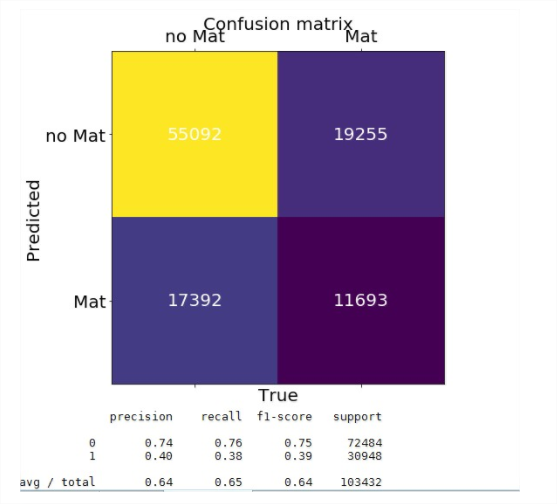 Confusion matrix
no Mat Mat
no Mat 55092 19255
Predicted
Mat 17392 11693
True
precision recall f1-score support
0 0.74 0.76 0.75 72484
1 0.40 0.38 0.39 30948
avg / total 0.64 0.65 0.64 103432